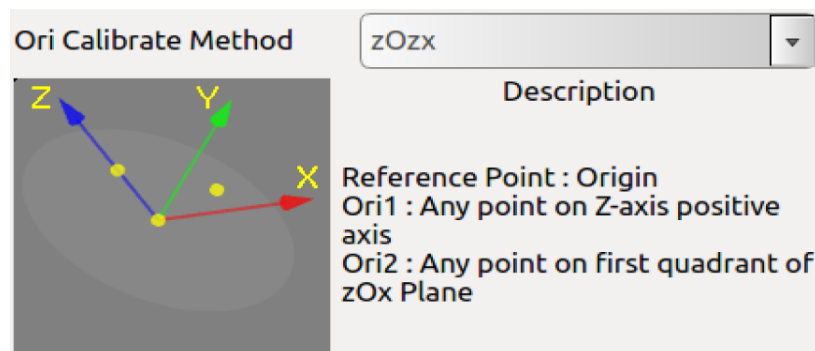 Ori Calibrate Method
zOzx
Description
Z
Y
X
Reference Point : Origin
Ori1 : Any point on Z-axis positive
axis
Ori2 : Any point on first quadrant of
zOx Plane